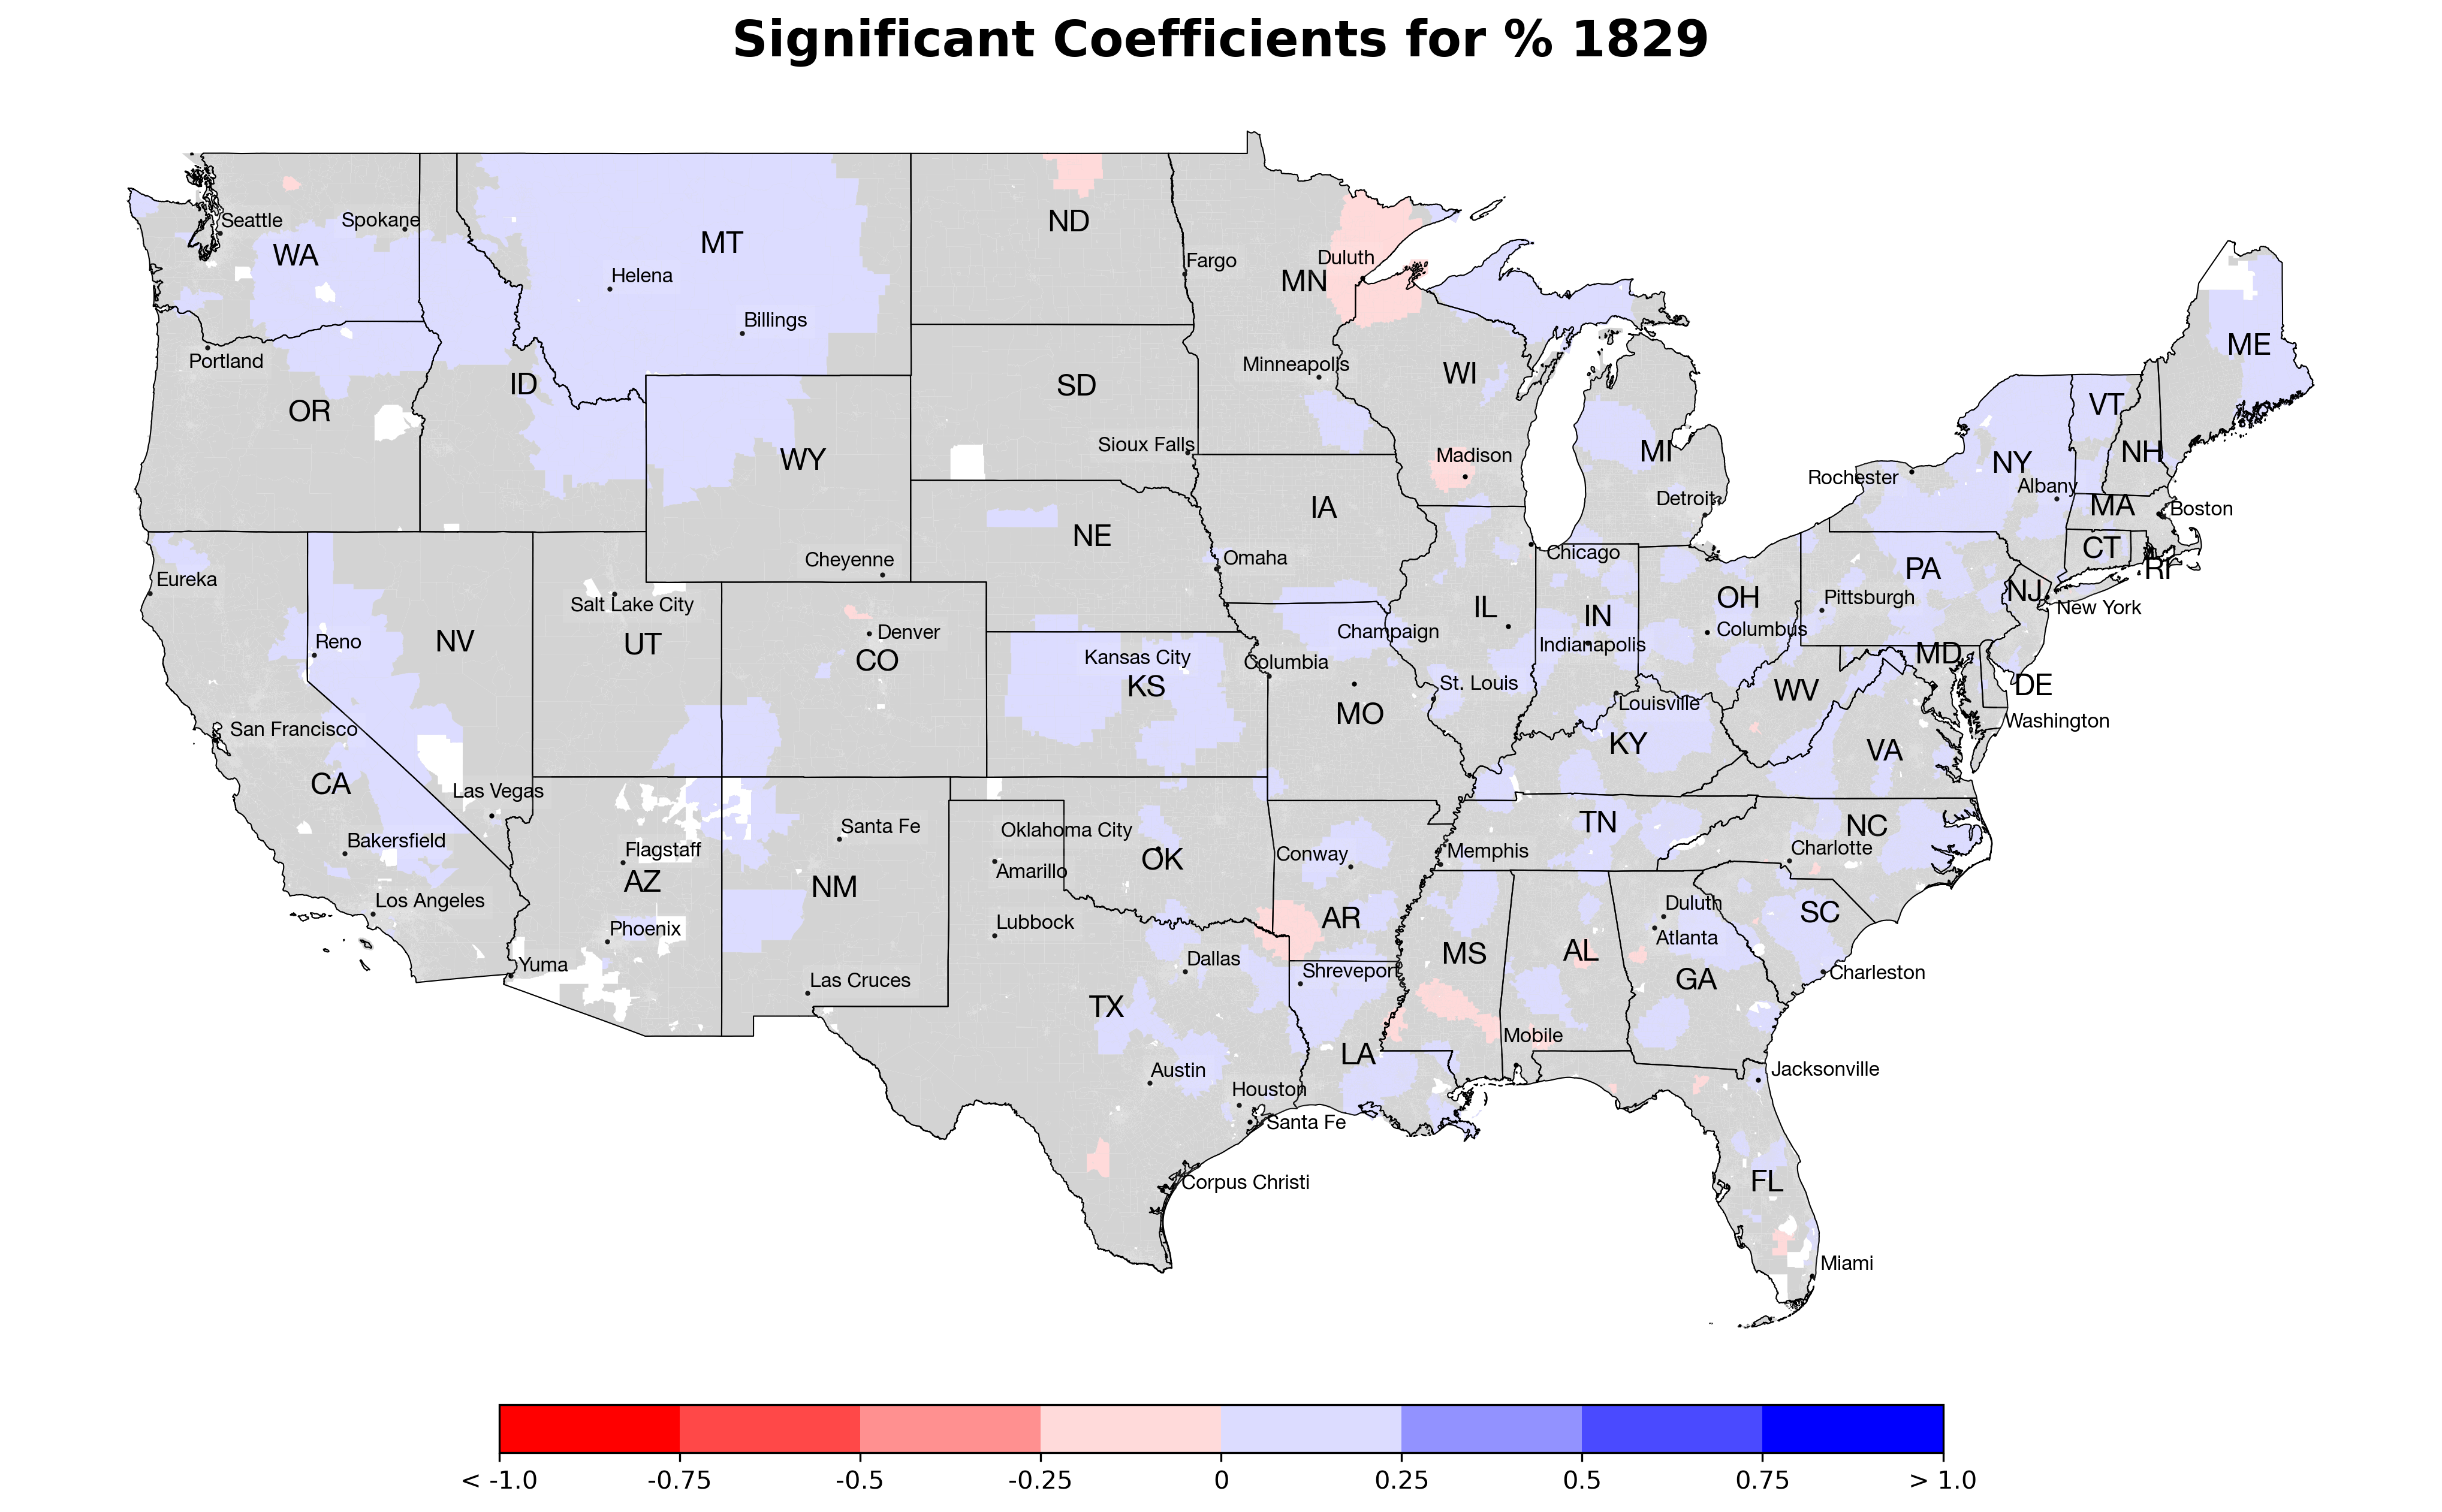 Significant Coefficients for % 1829
Seattle
Spokane
WA
MT
Helena
Billings
ND
Fargo
Duluth
MN
Portland
OR
ID
WY
SD
Sioux Falls
Minneapolis
WI
Madison
MI
Detroit
ME
VT
NH
NY
Rochester
Albany
MA
Boston
CT
RI
Eureka
Reno
NV
Salt Lake City
UT
Cheyenne
Denver
CO
NE
Omaha
IA
Chicago
IL
IN
Indianapolis
OH
Columbus
PA
Pittsburgh
NJ
New York
MD
DE
Washington
Kansas City
KS
Champaign
Columbia
St. Louis
MO
Louisville
KY
WV
VA
San Francisco
CA
Las Vegas
Bakersfield
Los Angeles
Flagstaff
AZ
Phoenix
Yuma
Santa Fe
NM
Las Cruces
Oklahoma City
OK
Amarillo
Lubbock
Conway
AR
Memphis
TN
NC
Charlotte
SC
Charleston
Duluth
Atlanta
GA
AL
MS
Shreveport
LA
Mobile
Dallas
TX
Austin
Houston
Santa Fe
Corpus Christi
Jacksonville
FL
Miami
< -1.0
-0.75
-0.5
-0.25
0
0.25
0.5
0.75
> 1.0